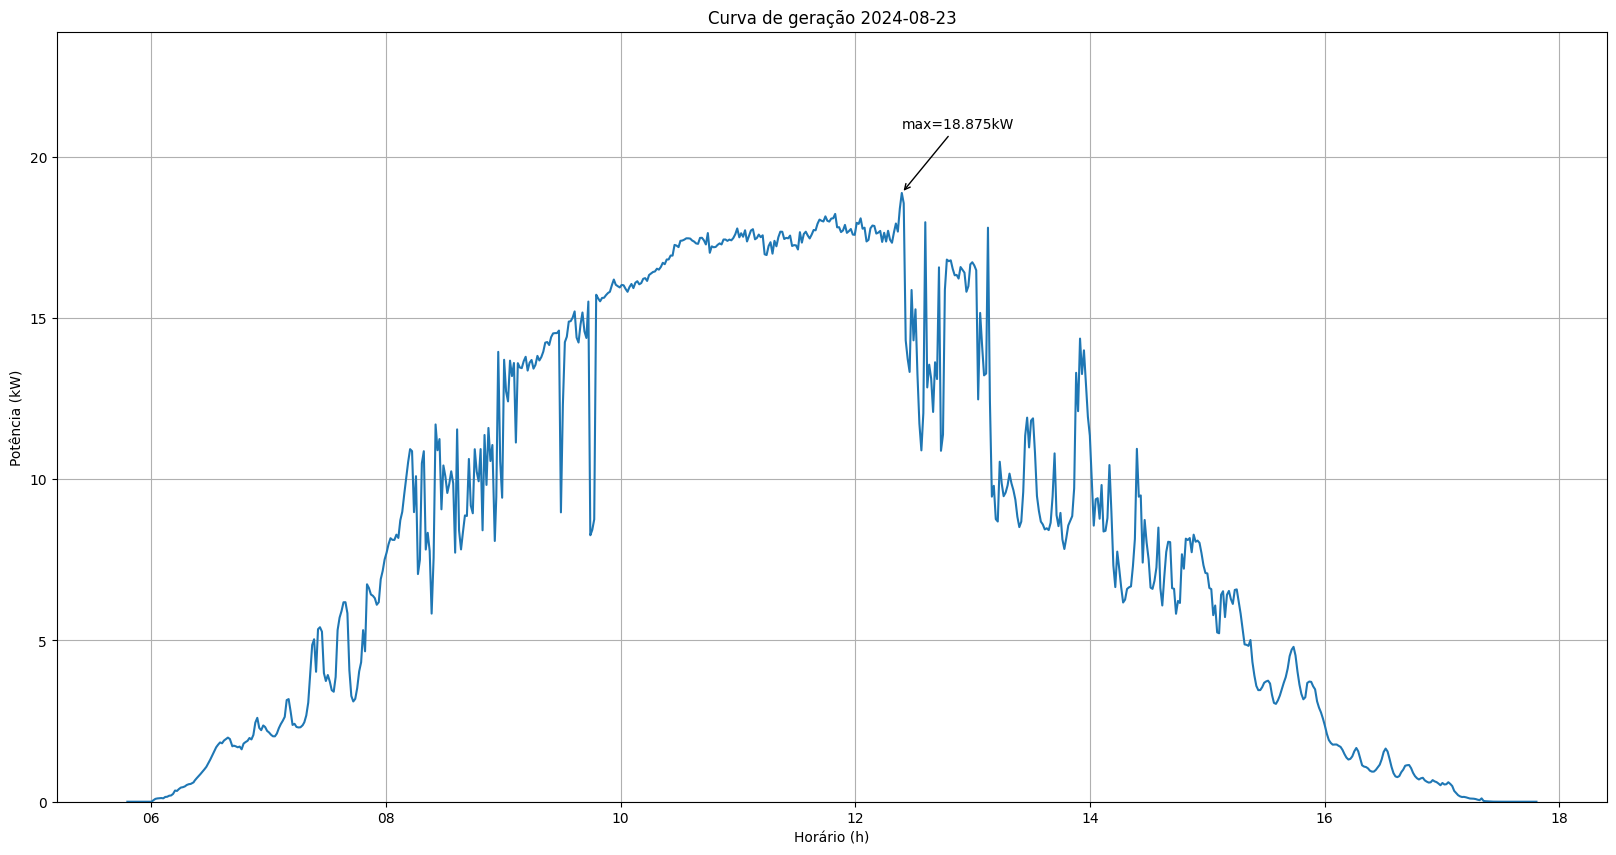 Curva de geração 2024-08-23
max=18.875kW
Potência (kW)
20
15
10
5
0
06 08 10 12 14 16 18
Horário (h)